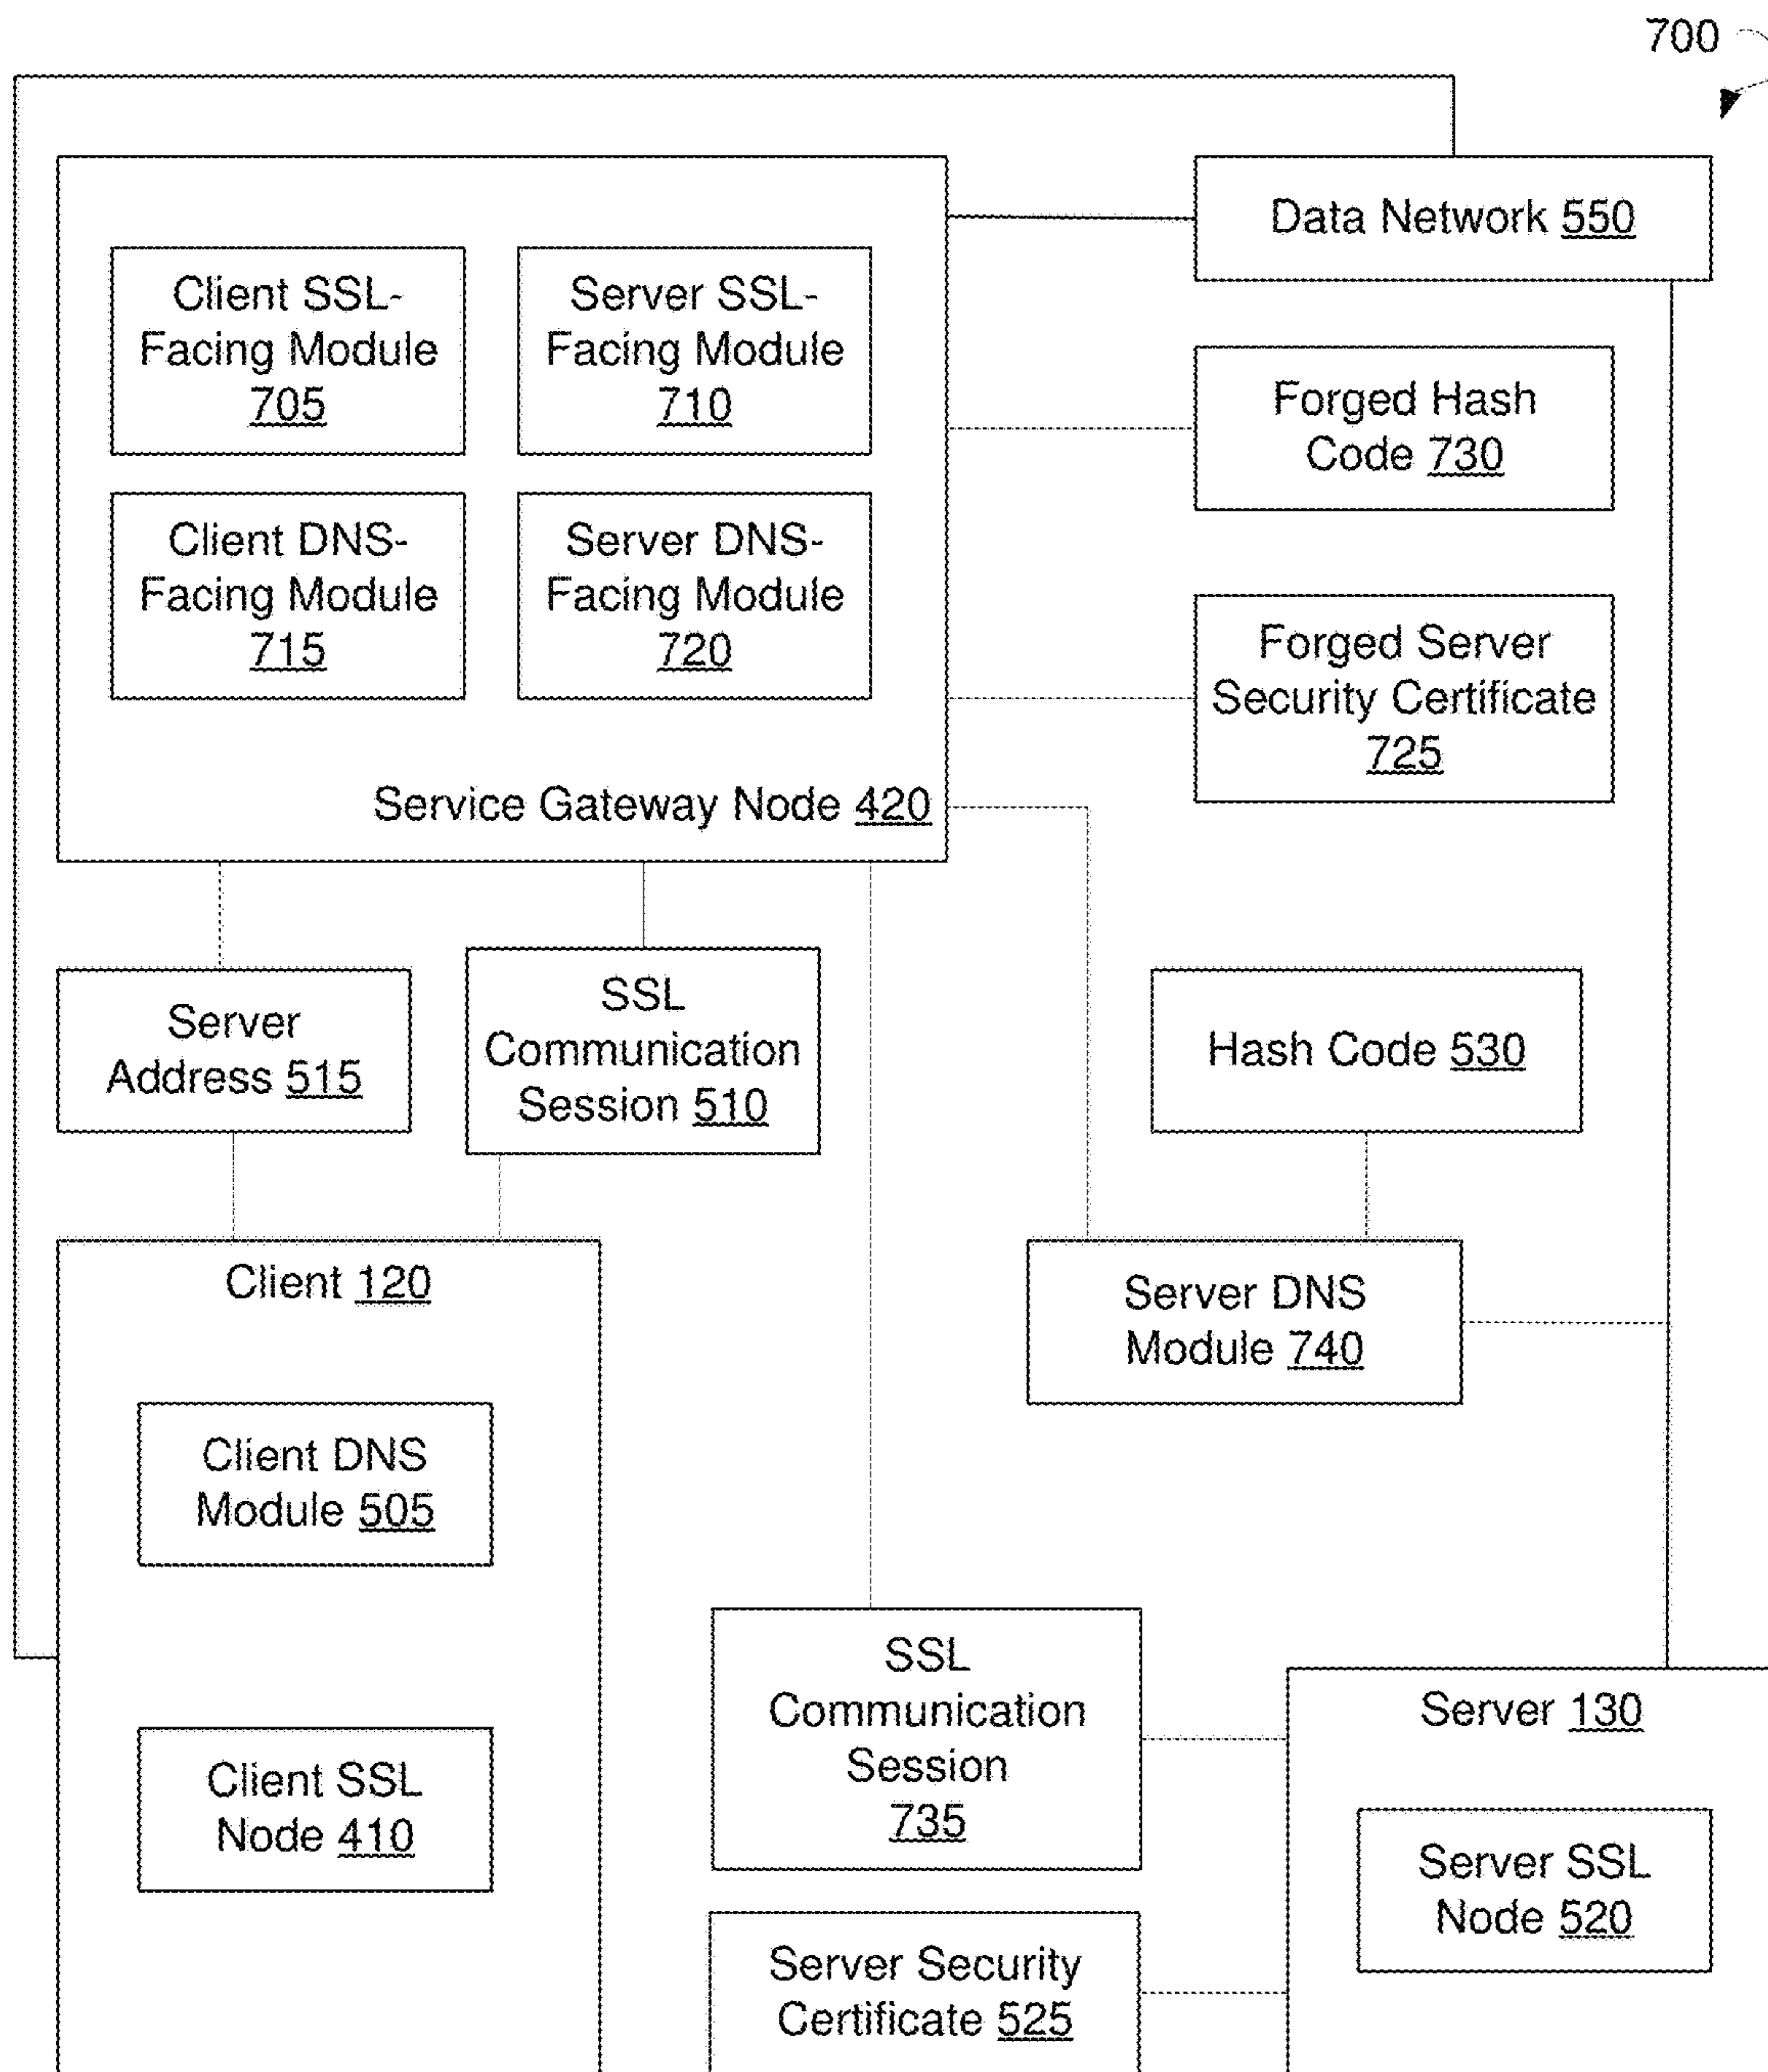 700
Data Network 550
Client SSL-
Facing Module
705
Server SSL-
Facing Module
710
Forged Hash
Code 730
Client DNS-
Facing Module
715
Server DNS-
Facing Module
720
Forged Server
Security Certificate
725
Service Gateway Node 420
Server
Address 515
SSL
Communication
Session 510
Hash Code 530
Client 120
Server DNS
Module 740
Client DNS
Module 505
SSL
Communication
Session
735
Server 130
Client SSL
Node 410
Server SSL
Node 520
Server Security
Certificate 525